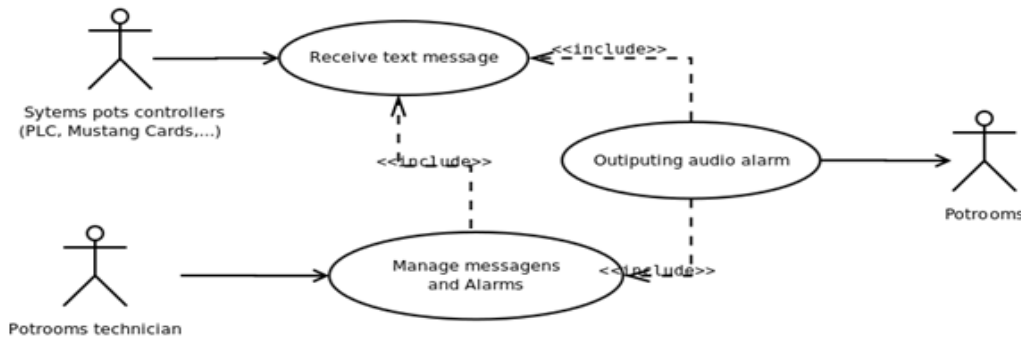 Receive text message
<<include>>
Sytems pots controllers
(PLC, Mustang Cards,...)
<<include>>
Outiputing audio alarm
Potrooms
Manage messagens
and Alarms
<<include>>
Potrooms technician